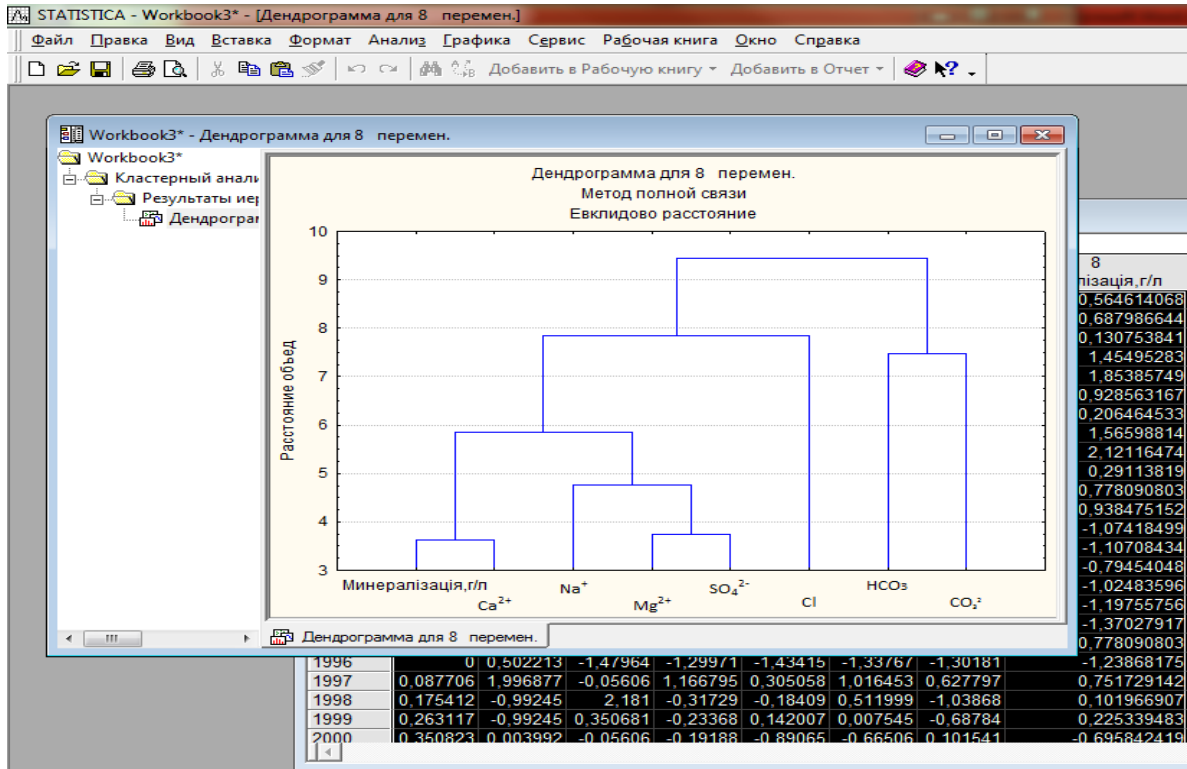 STATISTICA - Workbook3* - [Дендрограмма для 8 перемен.]
Файл Правка Вид Вставка Формат Анализ Графика Сервис Рабочая книга Окно Справка
Добавить в Рабочую книгу Добавить в Отчет
Workbook3* - Дендрограмма для 8 перемен.
Workbook3*
Кластерный анали
Результаты иер
Дендрограм
Дендрограмма для 8 перемен.
Метод полной связи
Евклидово расстояние
10
9
8
7
6
5
4
3
Расстояние объед
Минералізація,г/л Na⁺ SO₄²⁻ HCO₃
Ca²⁺ Mg²⁺ Cl CO₃²
Дендрограмма для 8 перемен.
8
лізація,г/л
0,564614068
0,687986644
0,130753841
1,45495283
1,85385749
0,928563167
0,206464533
1,56598814
2,12116474
0,29113819
0,778090803
0,938475152
-1,07418499
-1,10708434
-0,79454048
-1,02483596
-1,19755756
-1,37027917
0,778090803
1996 0 0,502213 -1,47964 -1,29971 -1,43415 -1,33767 -1,30181 -1,23868175
1997 0,087706 1,996877 -0,05606 1,166795 0,305058 1,016453 0,627797 0,751729142
1998 0,175412 -0,99245 2,181 -0,31729 -0,18409 0,511999 -1,03868 0,101966907
1999 0,263117 -0,99245 0,350681 -0,23368 0,142007 0,007545 -0,68784 0,225339483
2000 0,350823 0,003992 -0,05606 -0,19188 -0,89065 -0,66506 0,101541 -0,695842419